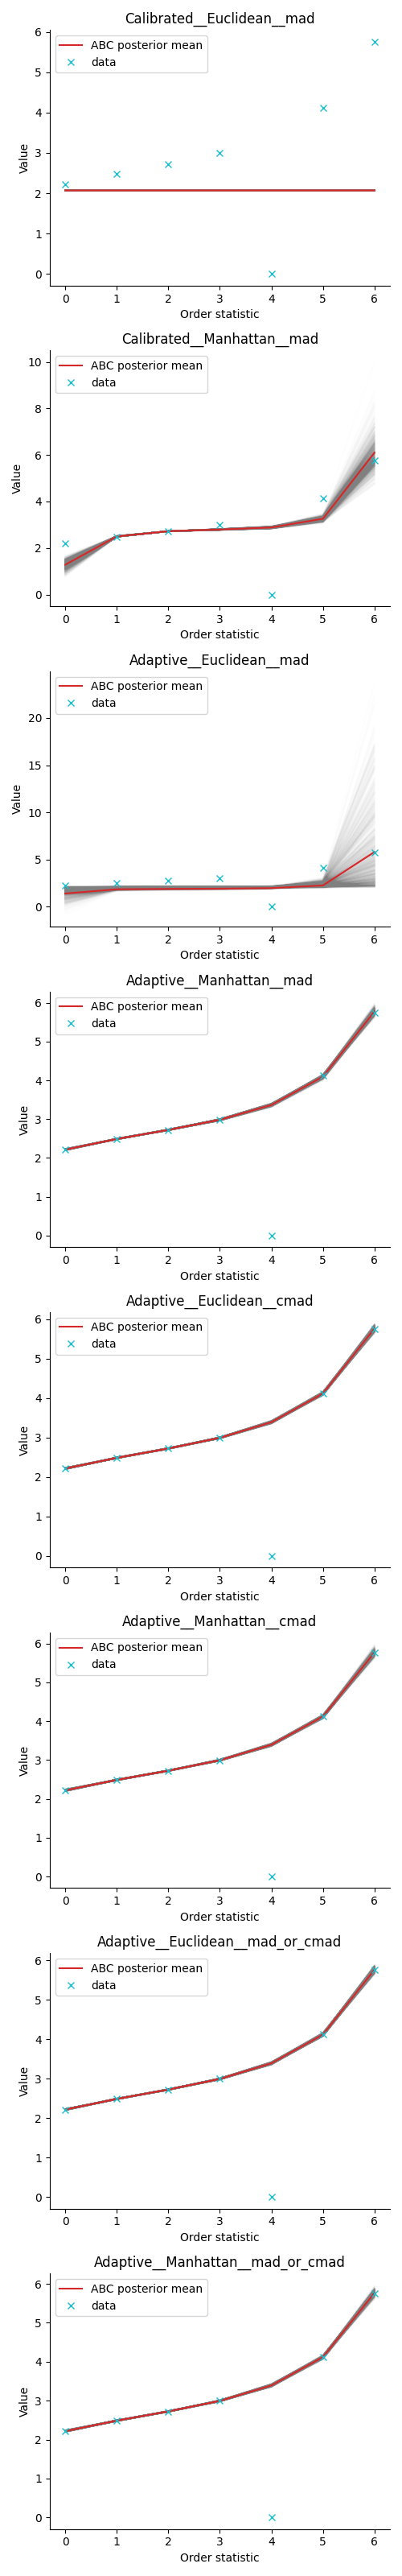 Calibrated__Euclidean__mad
ABC posterior mean
data
6
5
4
3
2
1
0
Value
0 1 2 3 4 5 6
Order statistic
Calibrated__Manhattan__mad
ABC posterior mean
data
10
8
6
4
2
0
Value
0 1 2 3 4 5 6
Order statistic
Adaptive__Euclidean__mad
ABC posterior mean
data
20
15
10
5
0
Value
0 1 2 3 4 5 6
Order statistic
Adaptive__Manhattan__mad
ABC posterior mean
data
6
5
4
3
2
1
0
Value
0 1 2 3 4 5 6
Order statistic
Adaptive__Euclidean__cmad
ABC posterior mean
data
6
5
4
3
2
1
0
Value
0 1 2 3 4 5 6
Order statistic
Adaptive__Manhattan__cmad
ABC posterior mean
data
6
5
4
3
2
1
0
Value
0 1 2 3 4 5 6
Order statistic
Adaptive__Euclidean__mad_or_cmad
ABC posterior mean
data
6
5
4
3
2
1
0
Value
0 1 2 3 4 5 6
Order statistic
Adaptive__Manhattan__mad_or_cmad
ABC posterior mean
data
6
5
4
3
2
1
0
Value
0 1 2 3 4 5 6
Order statistic